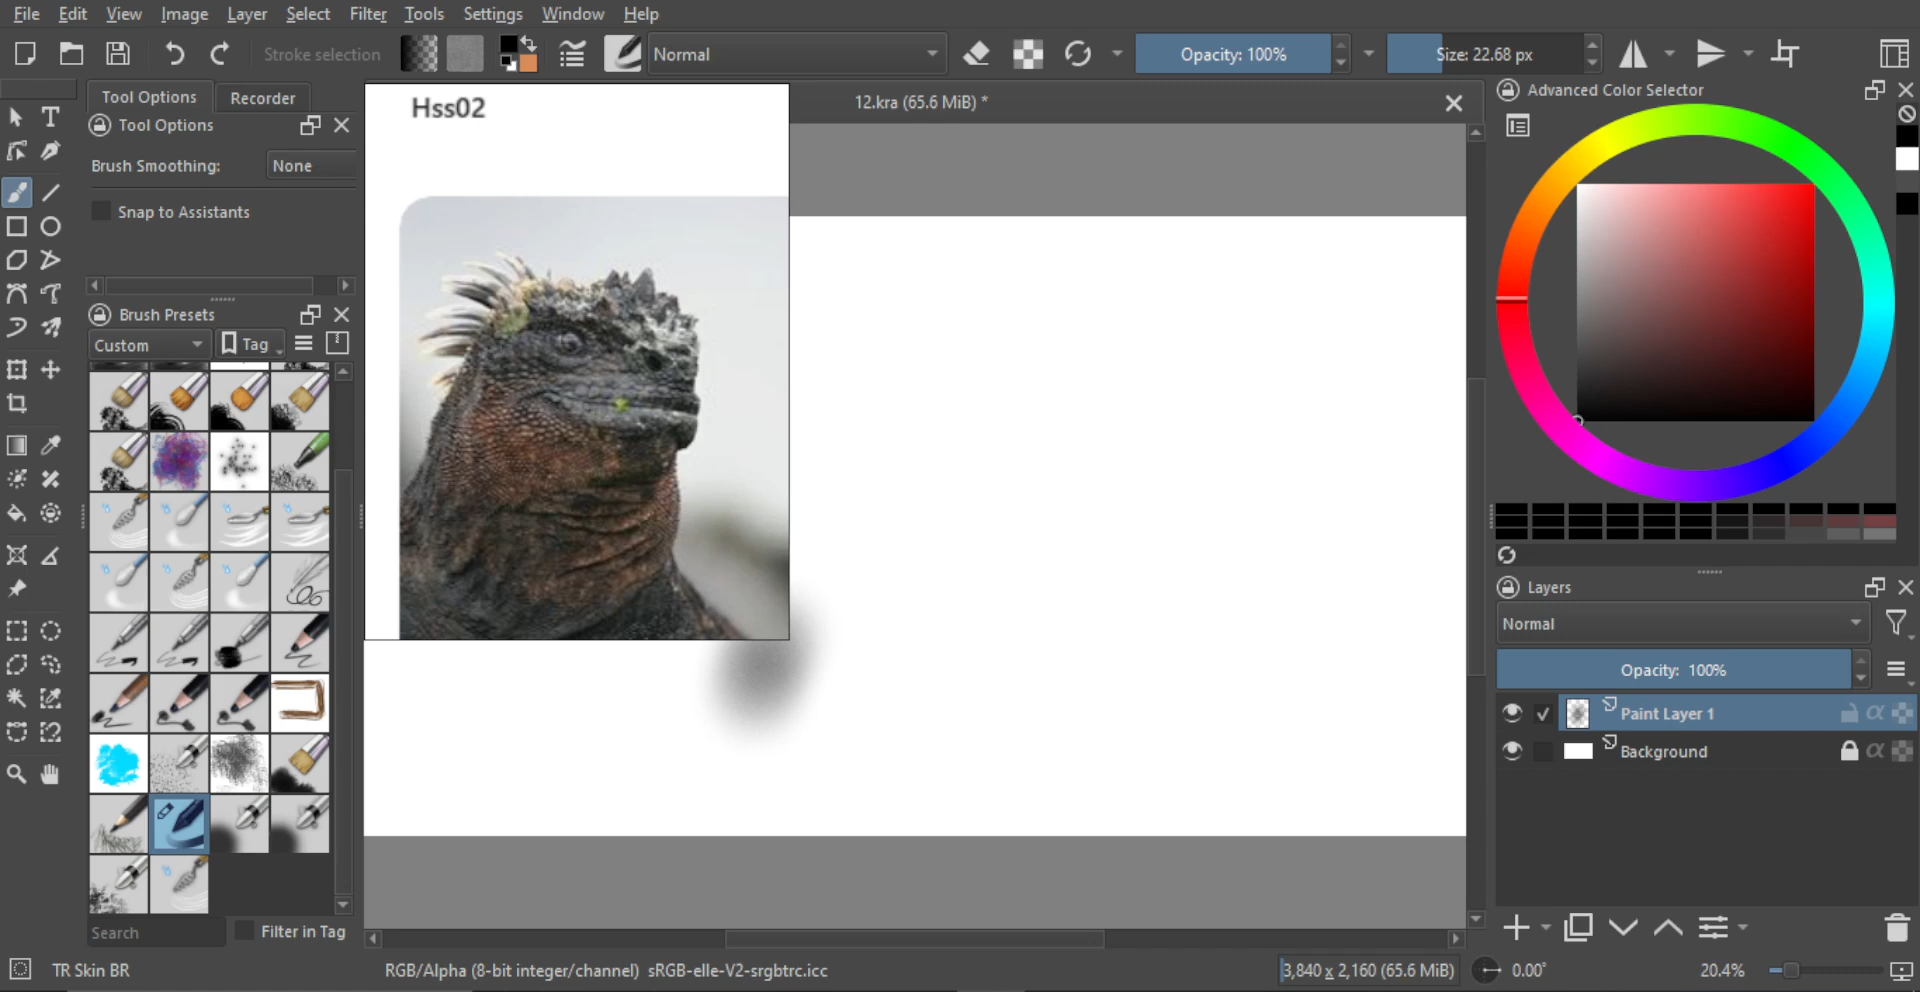 File Edit View Image Layer Select Filter Tools Settings Window Help
Stroke selection Normal Opacity: 100% Size: 22.68 px
Tool Options Recorder
Tool Options
Brush Smoothing: None
Snap to Assistants
Brush Presets
Custom Tag
Search Filter in Tag
Hss02
12.kra (65.6 MiB) *
Advanced Color Selector
Layers
Normal
Opacity: 100%
Paint Layer 1
Background
TR Skin BR RGB/Alpha (8-bit integer/channel) sRGB-elle-V2-srgbtrc.icc 3,840 x 2,160 (65.6 MiB) 0.00° 20.4%